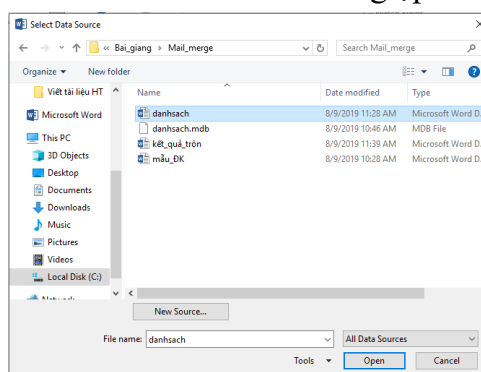 Select Data Source
« Bai_giang › Mail_merge
Search Mail_merge
Organize
New folder
Name
Date modified
Type
Viết tài liệu HT
Microsoft Word
This PC
3D Objects
Desktop
Documents
Downloads
Music
Pictures
Videos
Local Disk (C:)
danhsach 8/9/2019 11:28 AM Microsoft Word D
danhsach.mdb 8/9/2019 10:46 AM MDB File
kết_quả_trộn 8/9/2019 11:39 AM Microsoft Word D
mẫu_ĐK 8/9/2019 10:28 AM Microsoft Word D
New Source...
File name: danhsach
All Data Sources
Tools
Open
Cancel